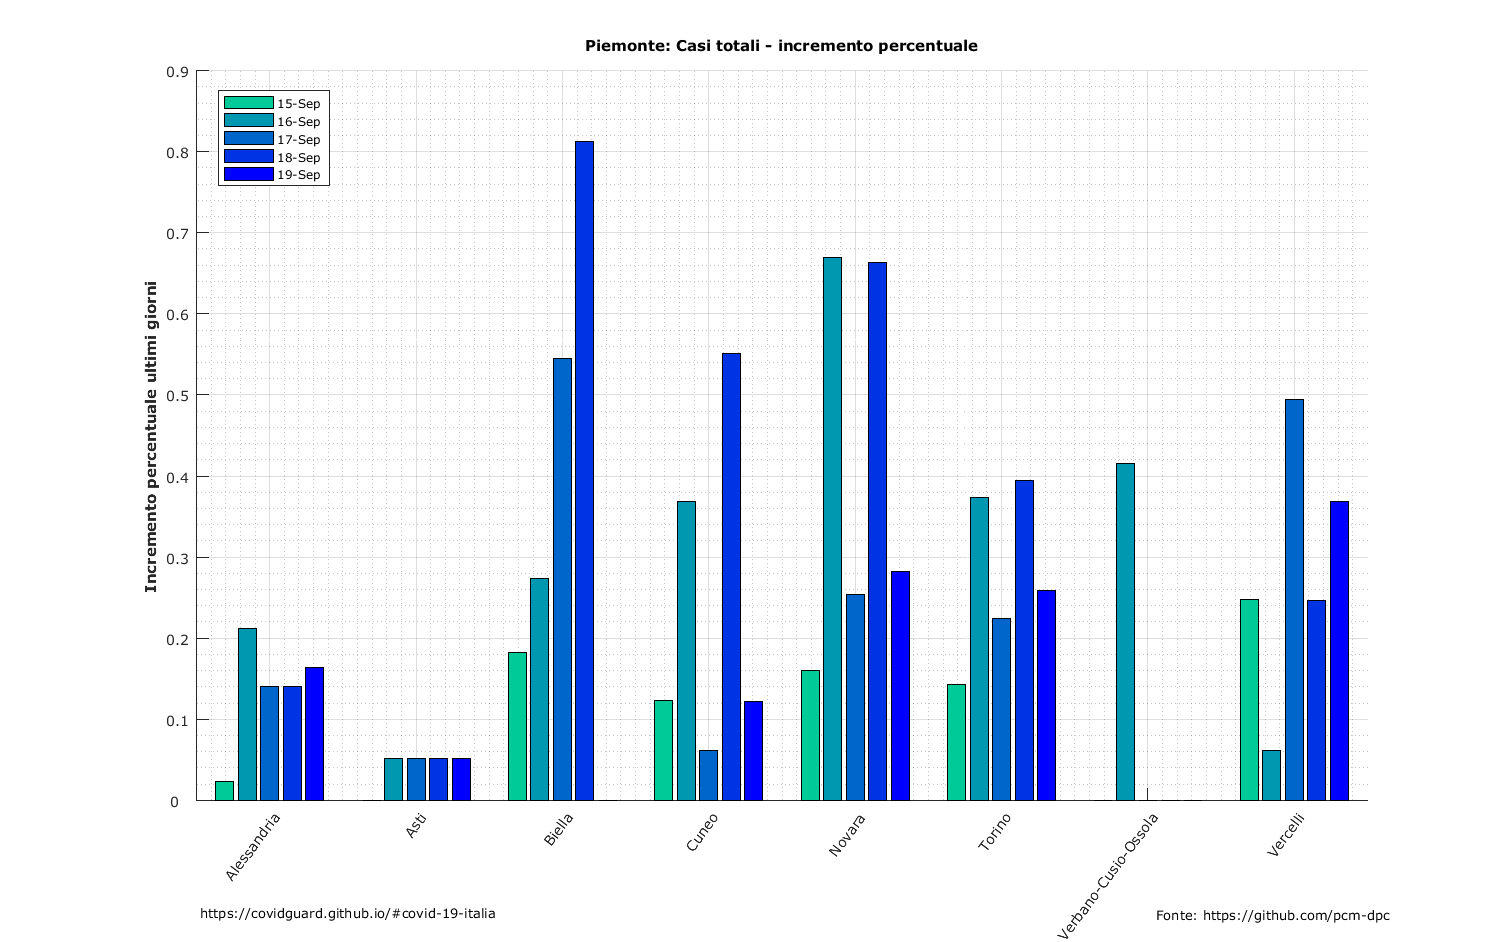 Piemonte: Casi totali - incremento percentuale
Incremento percentuale ultimi giorni
0.9
0.8
0.7
0.6
0.5
0.4
0.3
0.2
0.1
0
15-Sep
16-Sep
17-Sep
18-Sep
19-Sep
Alessandria
Asti
Biella
Cuneo
Novara
Torino
Verbano-Cusio-Ossola
Vercelli
https://covidguard.github.io/#covid-19-italia
Fonte: https://github.com/pcm-dpc